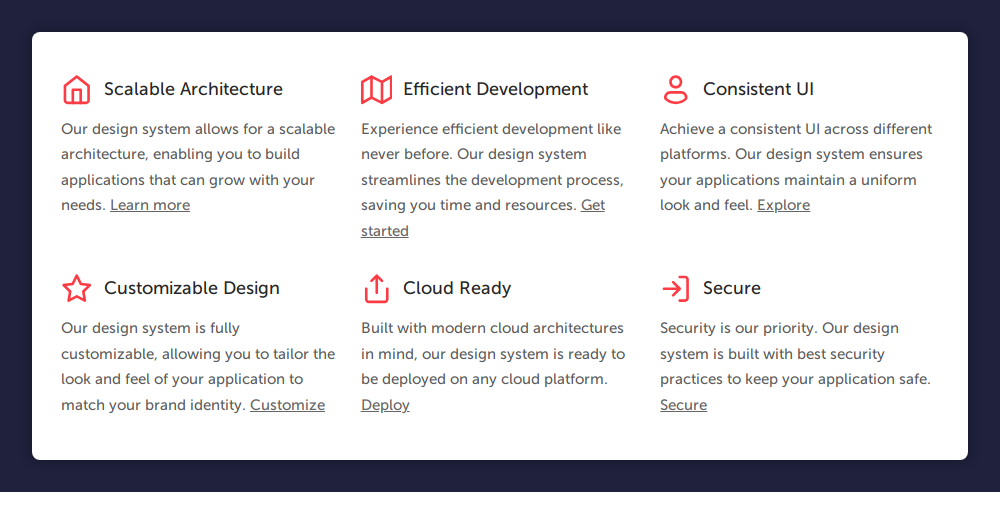 Scalable Architecture
Our design system allows for a scalable
architecture, enabling you to build
applications that can grow with your
needs. Learn more
Efficient Development
Experience efficient development like
never before. Our design system
streamlines the development process,
saving you time and resources. Get
started
Consistent UI
Achieve a consistent UI across different
platforms. Our design system ensures
your applications maintain a uniform
look and feel. Explore
Customizable Design
Our design system is fully
customizable, allowing you to tailor the
look and feel of your application to
match your brand identity. Customize
Cloud Ready
Built with modern cloud architectures
in mind, our design system is ready to
be deployed on any cloud platform.
Deploy
Secure
Security is our priority. Our design
system is built with best security
practices to keep your application safe.
Secure